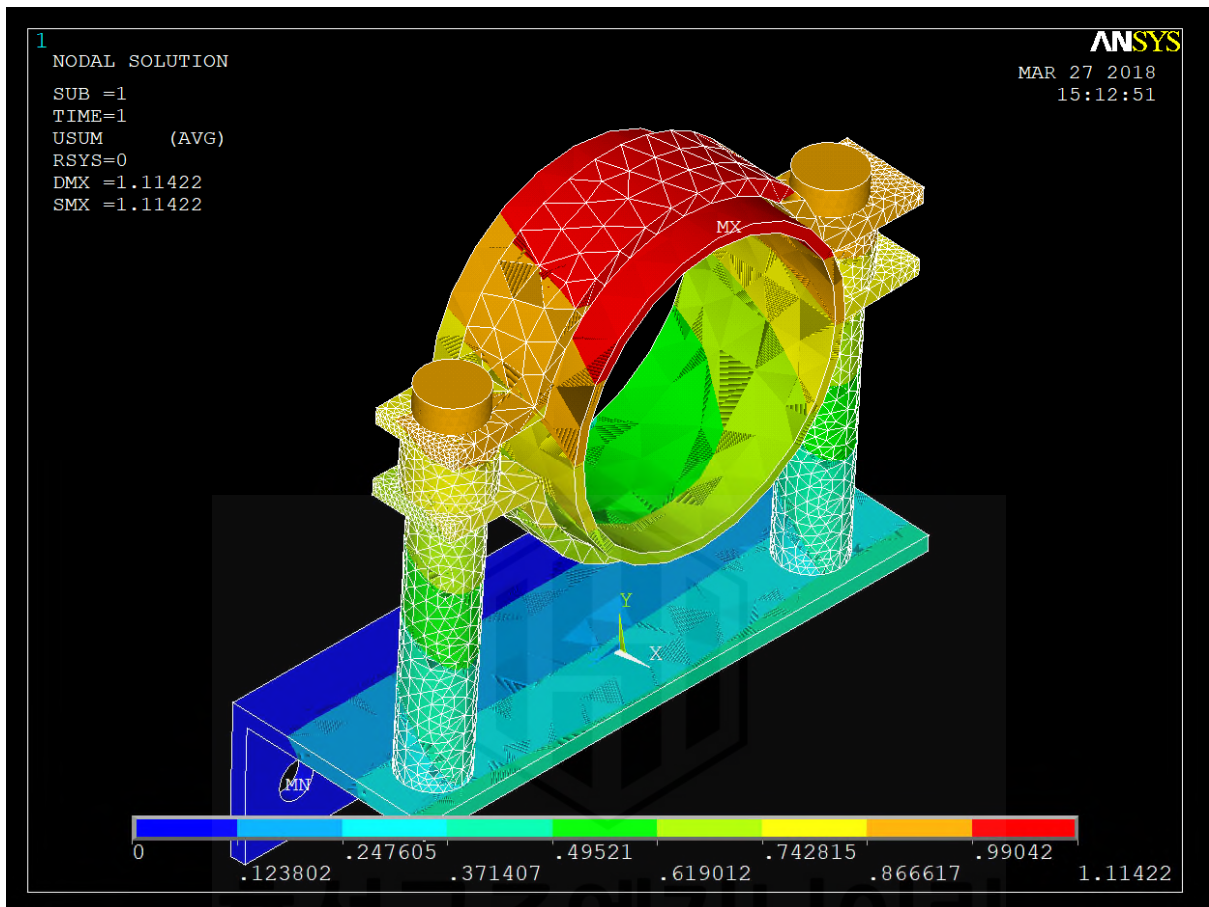 1
ANSYS
NODAL SOLUTION
MAR 27 2018
15:12:51
SUB =1
TIME=1
USUM (AVG)
RSYS=0
DMX =1.11422
SMX =1.11422
MX
Y
X
MN
0 .247605 .49521 .742815 .99042
.123802 .371407 .619012 .866617 1.11422